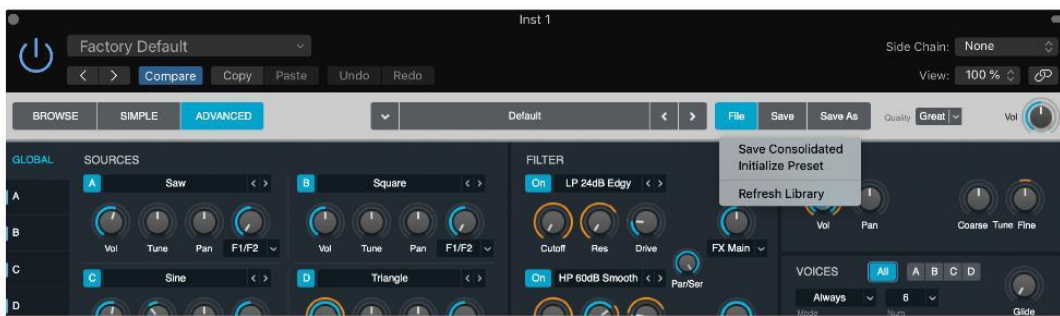 Inst 1
Factory Default
Side Chain: None
Compare Copy Paste Undo Redo
View: 100 %
BROWSE SIMPLE ADVANCED Default File Save Save As Quality Great Vol
Save Consolidated
Initialize Preset
Refresh Library
GLOBAL SOURCES FILTER
A Saw B Square On LP 24dB Edgy
A
Vol Pan Coarse Tune Fine
B
Vol Tune Pan F1/F2 Vol Tune Pan F1/F2 Cutoff Res Drive FX Main
C
C Sine D Triangle On HP 60dB Smooth Par/Ser
VOICES All A B C D
D
Always 6
Mode Num Glide